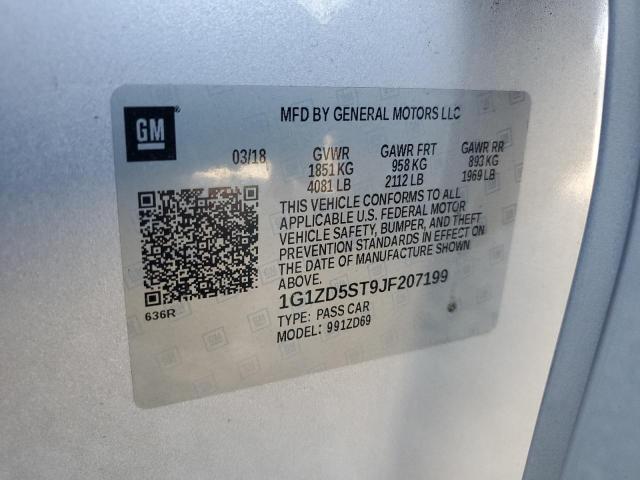 GM
MFD BY GENERAL MOTORS LLC
03/18 GVWR GAWR FRT GAWR RR
1851 KG 958 KG 893 KG
4081 LB 2112 LB 1969 LB
THIS VEHICLE CONFORMS TO ALL
APPLICABLE U.S. FEDERAL MOTOR
VEHICLE SAFETY, BUMPER, AND THEFT
PREVENTION STANDARDS IN EFFECT ON
THE DATE OF MANUFACTURE SHOWN
ABOVE.
1G1ZD5ST9JF207199
TYPE: PASS CAR
MODEL: 991ZD69
636R